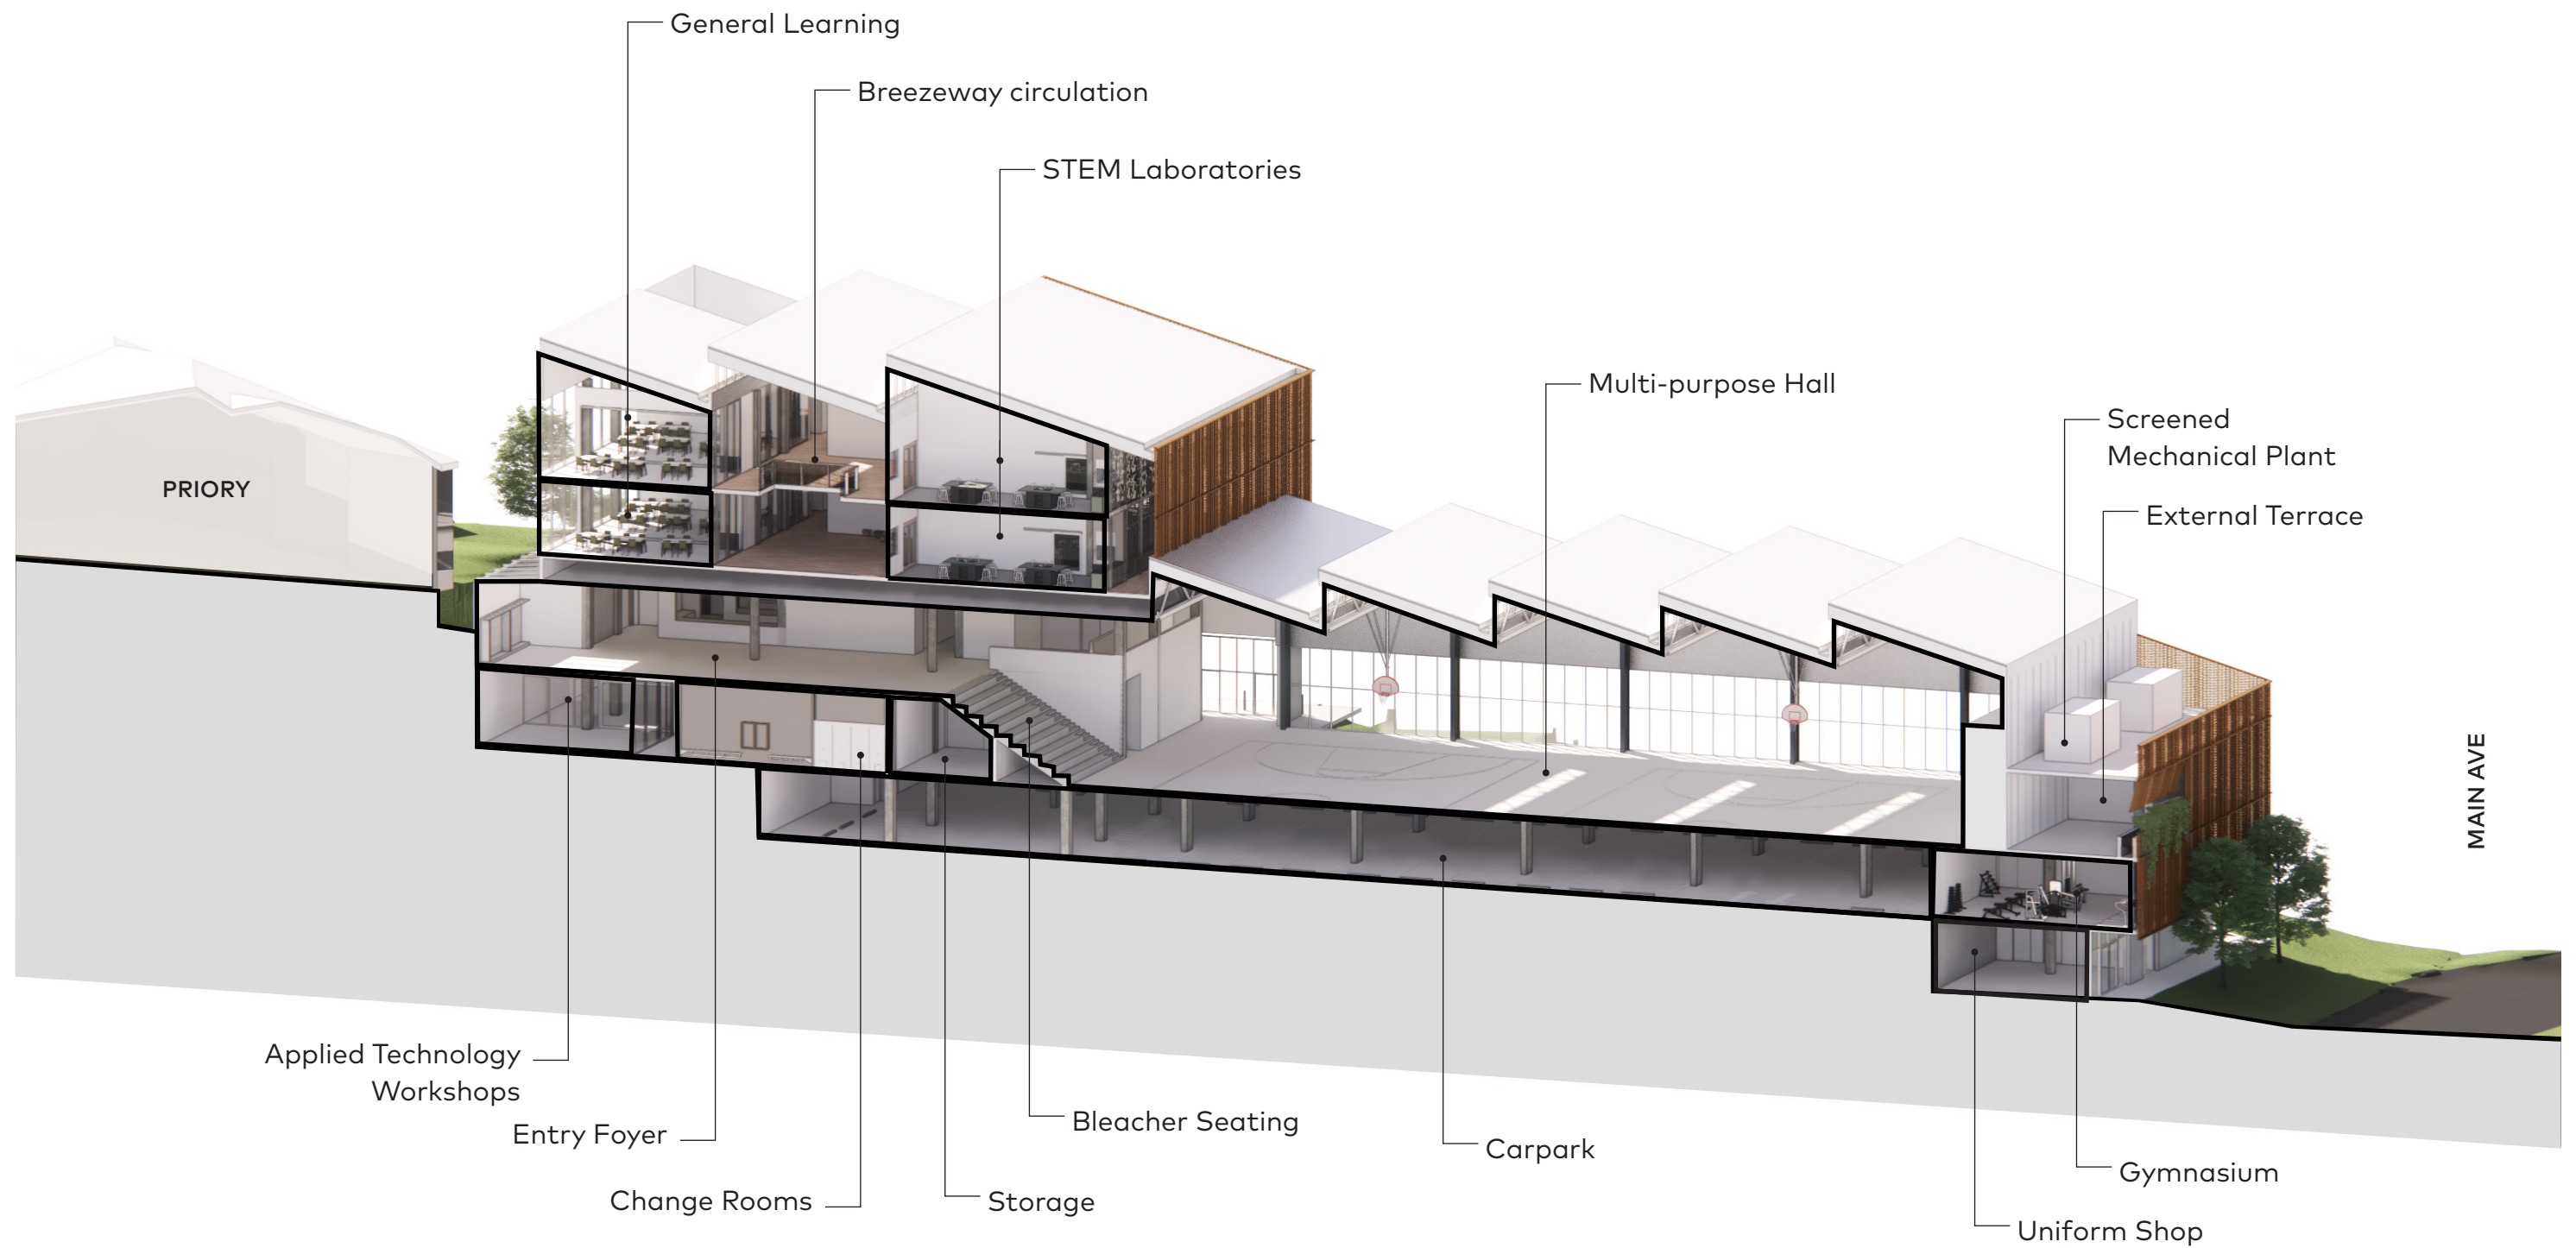 General Learning
Breezeway circulation
STEM Laboratories
Multi-purpose Hall
Screened
Mechanical Plant
External Terrace
PRIORY
MAIN AVE
Applied Technology
Workshops
Entry Foyer
Change Rooms
Storage
Bleacher Seating
Carpark
Gymnasium
Uniform Shop